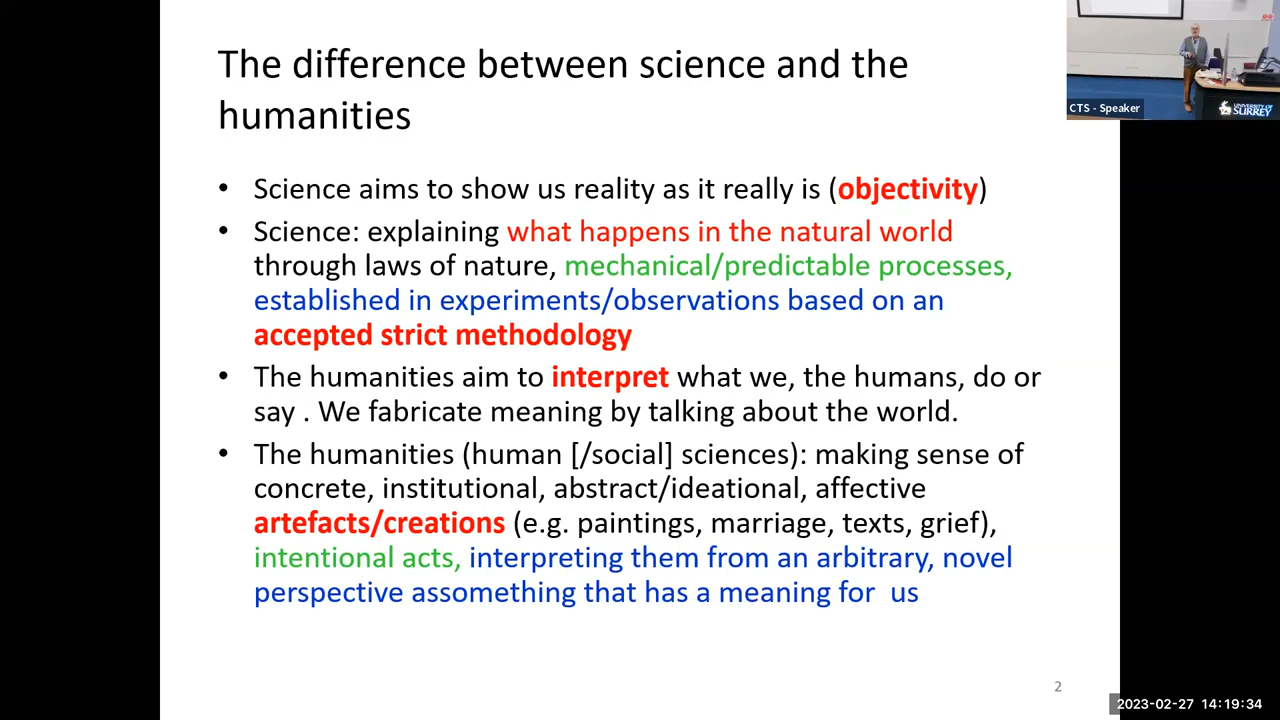 The difference between science and the
humanities
• Science aims to show us reality as it really is (objectivity)
• Science: explaining what happens in the natural world
through laws of nature, mechanical/predictable processes,
established in experiments/observations based on an
accepted strict methodology
• The humanities aim to interpret what we, the humans, do or
say . We fabricate meaning by talking about the world.
• The humanities (human [/social] sciences): making sense of
concrete, institutional, abstract/ideational, affective
artefacts/creations (e.g. paintings, marriage, texts, grief),
intentional acts, interpreting them from an arbitrary, novel
perspective assomething that has a meaning for us
2
CTS - Speaker
UNIVERSITY OF
SURREY
2023-02-27 14:19:34